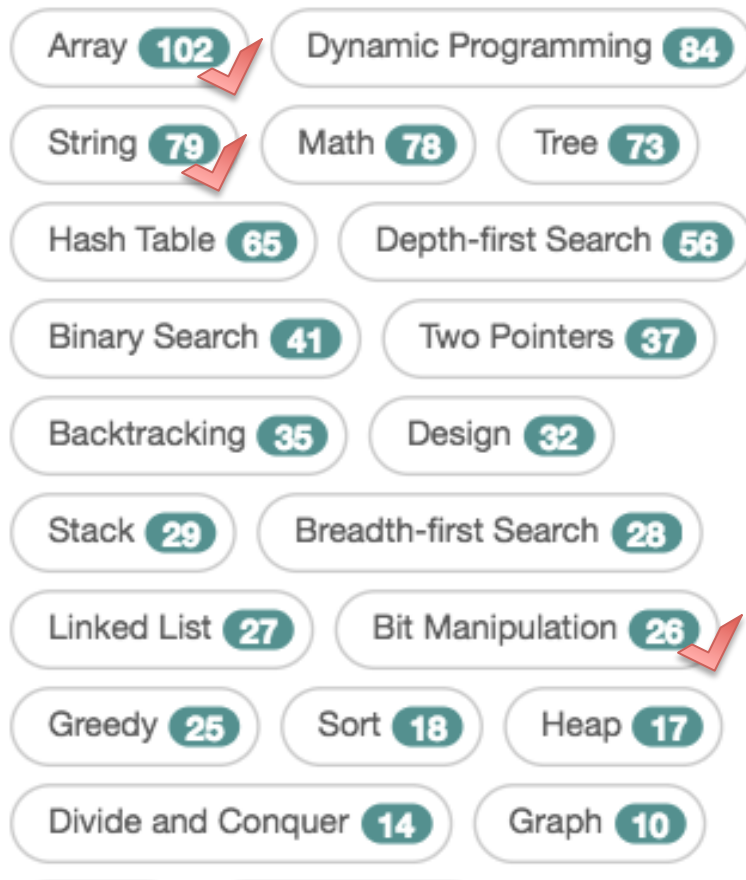 Array 102 Dynamic Programming 84
String 79 Math 78 Tree 73
Hash Table 65 Depth-first Search 56
Binary Search 41 Two Pointers 37
Backtracking 35 Design 32
Stack 29 Breadth-first Search 28
Linked List 27 Bit Manipulation 26
Greedy 25 Sort 18 Heap 17
Divide and Conquer 14 Graph 10